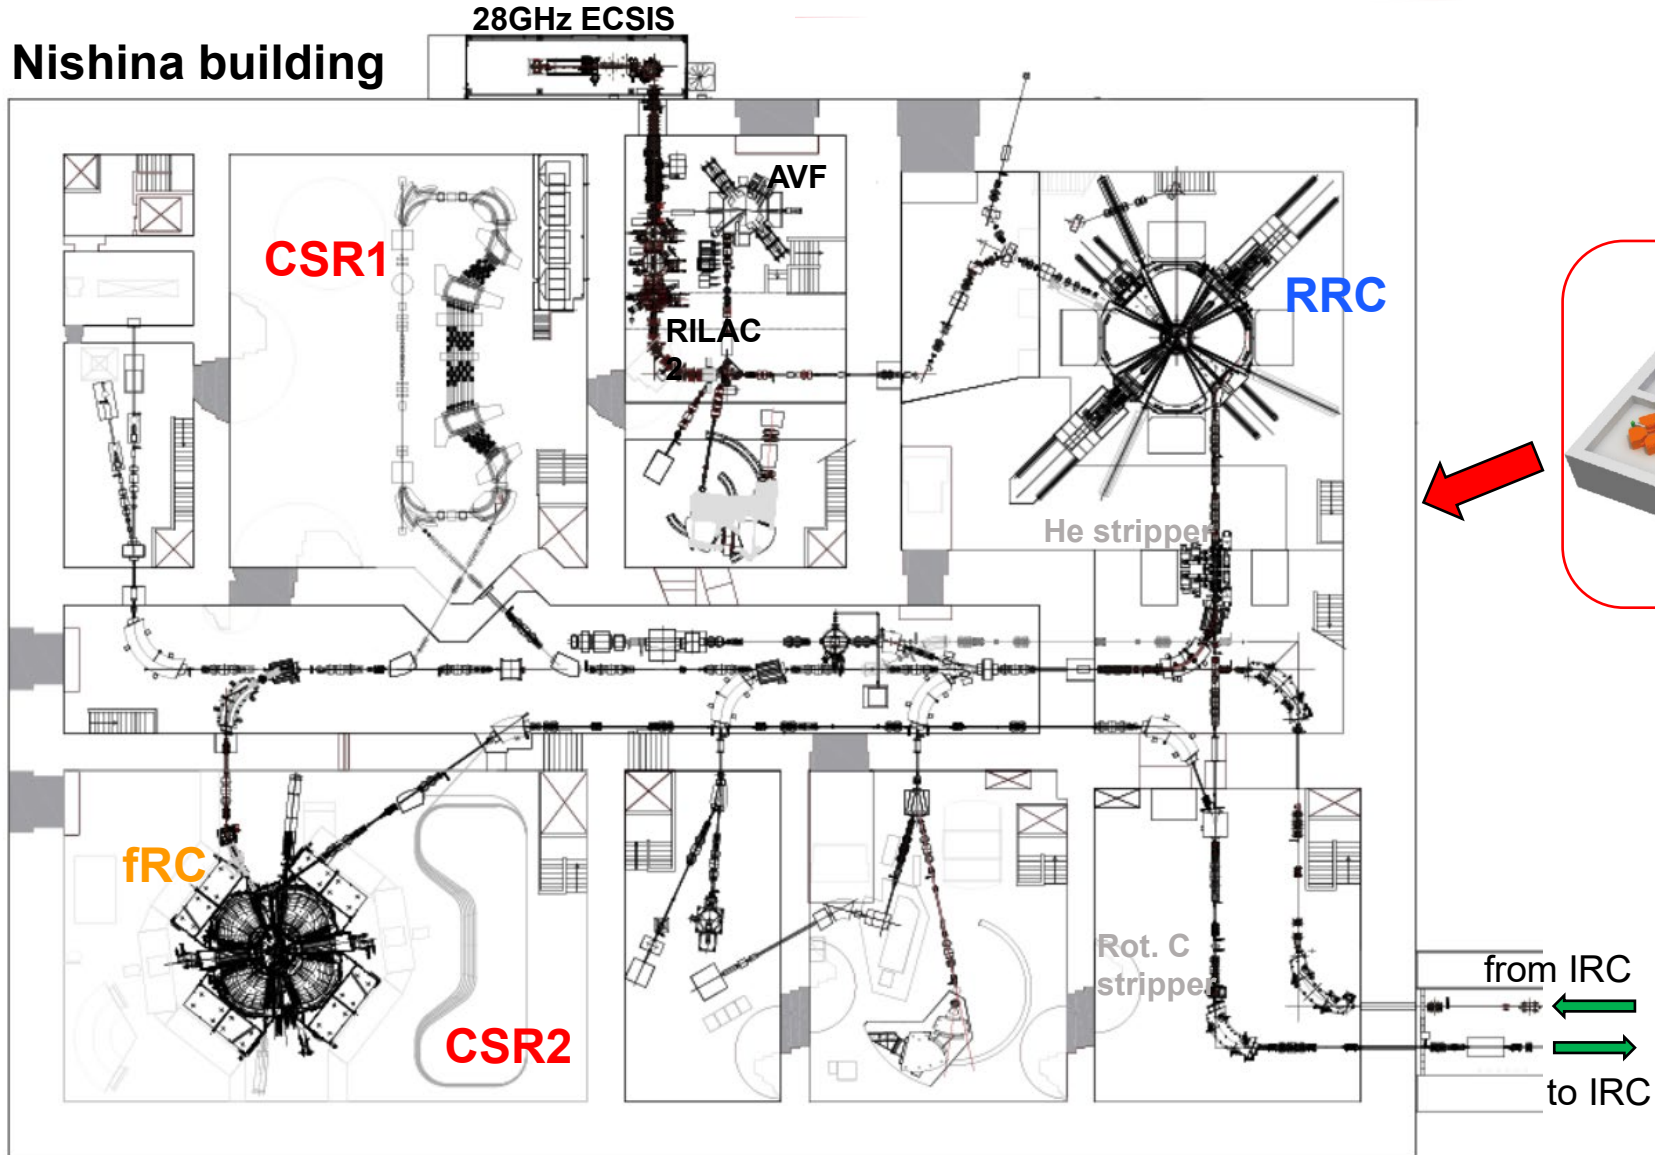 28GHz ECSIS
Nishina building
AVF
CSR1
RRC
RILAC
2
He stripper
fRC
Rot. C
stripper
from IRC
CSR2
to IRC